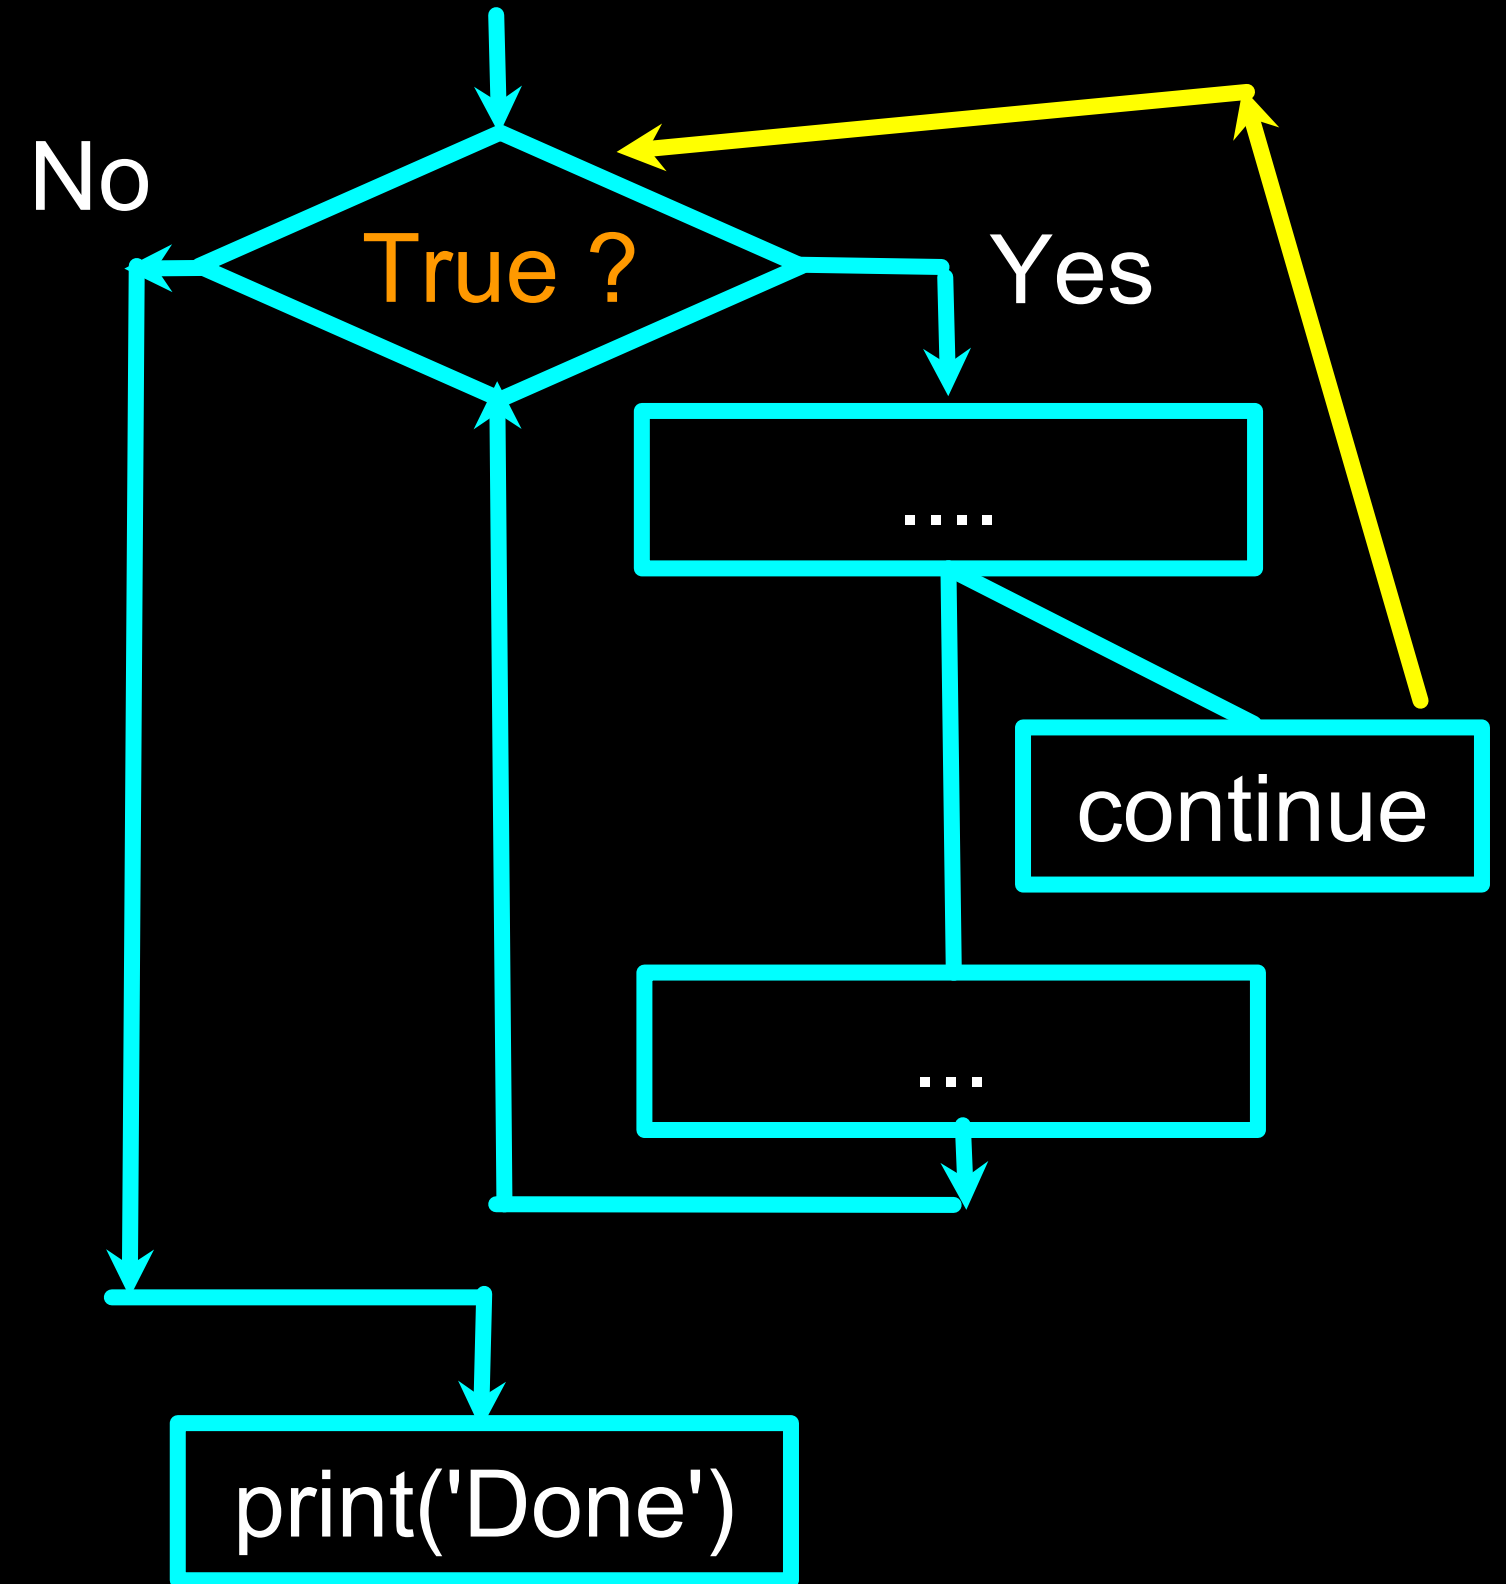 No
True ?
Yes
....
continue
...
print('Done')